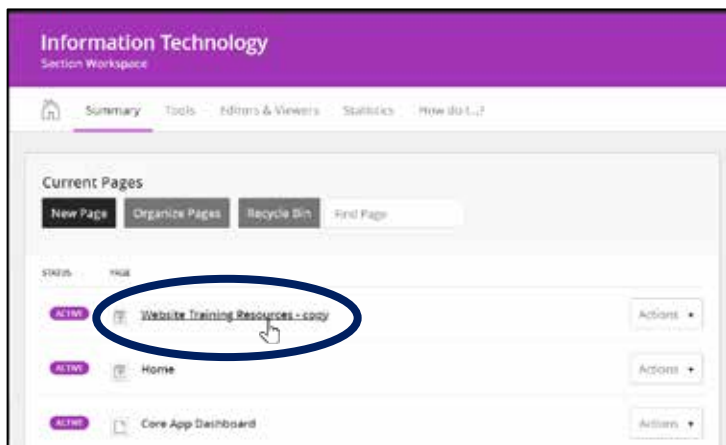 Information Technology
Section Workspace
Summary Tools Editors & Viewers Statistics How do I...?
Current Pages
New Page Organize Pages Recycle Bin Find Page
STATUS PAGE
ACTIVE Website Training Resources - copy Actions
ACTIVE Home Actions
ACTIVE Core App Dashboard Actions